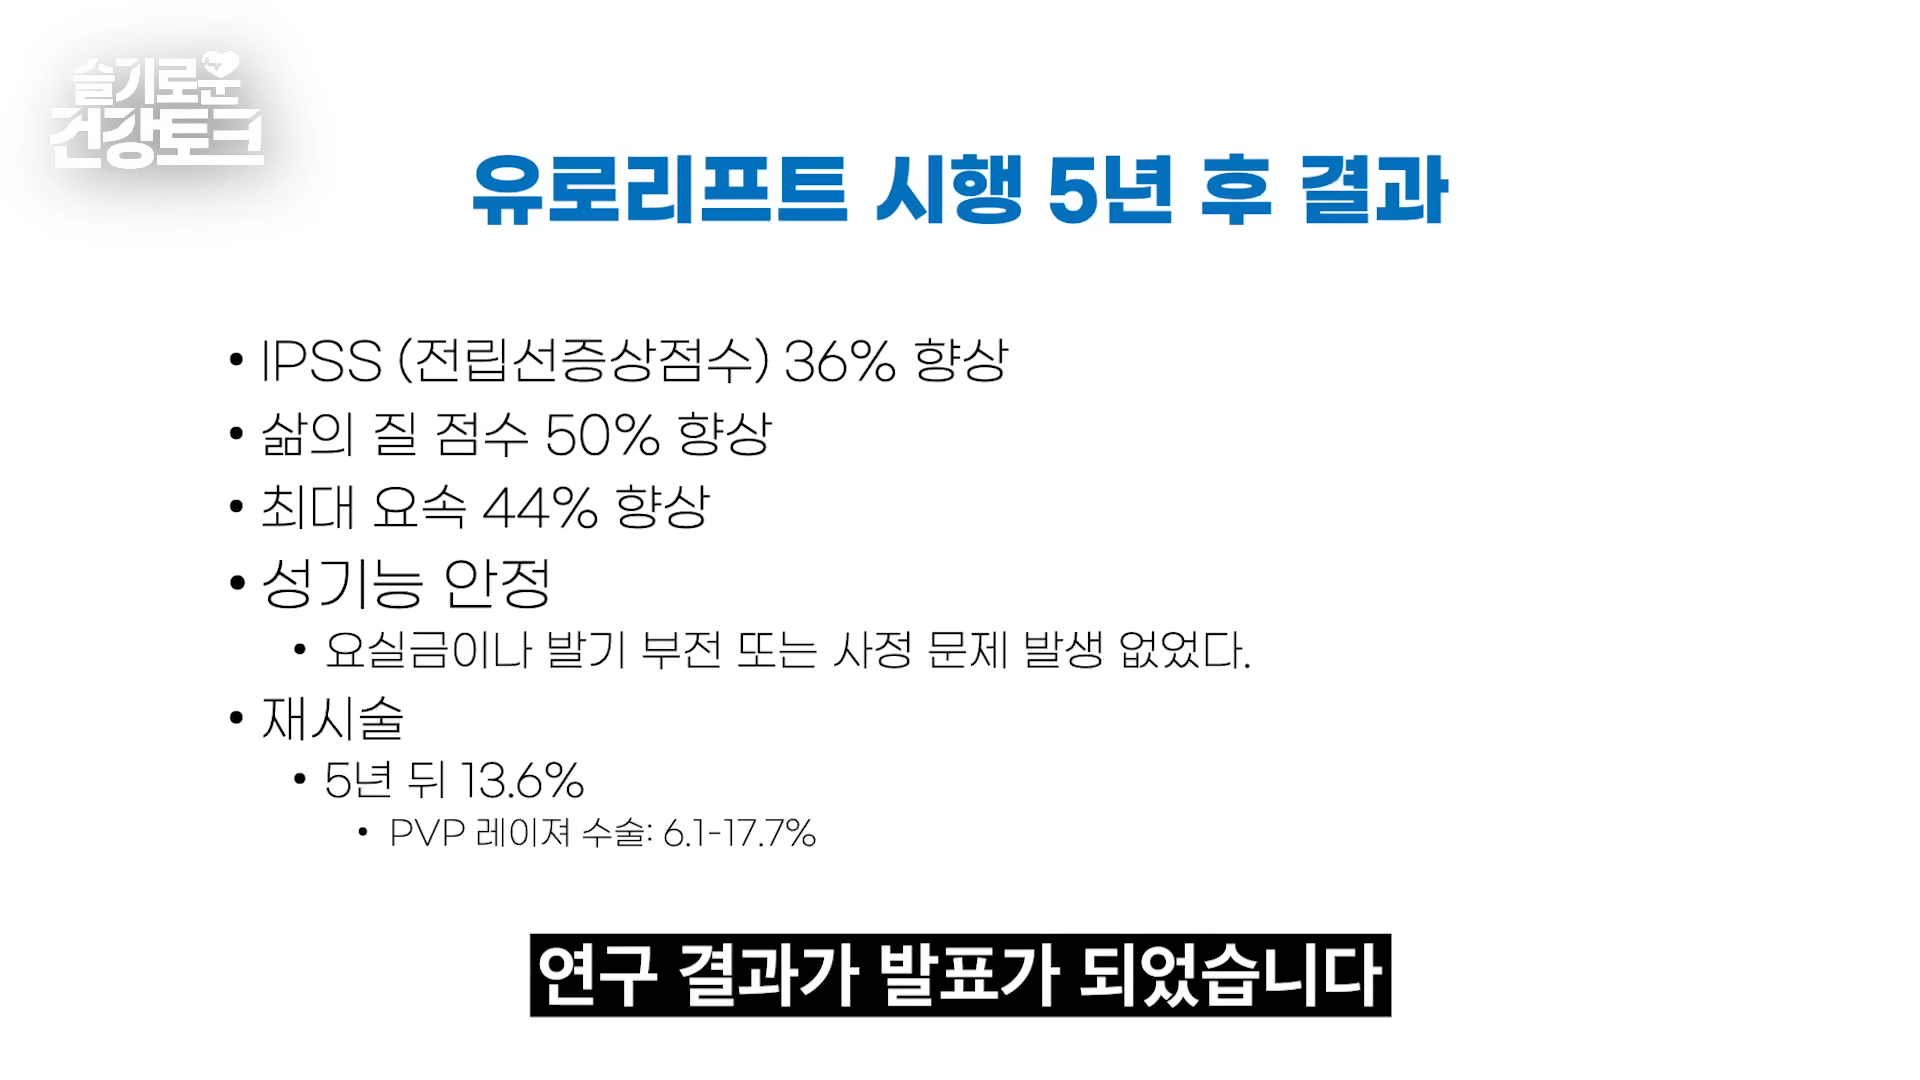 슬기로운
건강토크
유로리프트 시행 5년 후 결과
• IPSS (전립선증상점수) 36% 향상
• 삶의 질 점수 50% 향상
• 최대 요속 44% 향상
• 성기능 안정
• 요실금이나 발기 부전 또는 사정 문제 발생 없었다.
• 재시술
• 5년 뒤 13.6%
• PVP 레이져 수술: 6.1-17.7%
연구 결과가 발표가 되었습니다